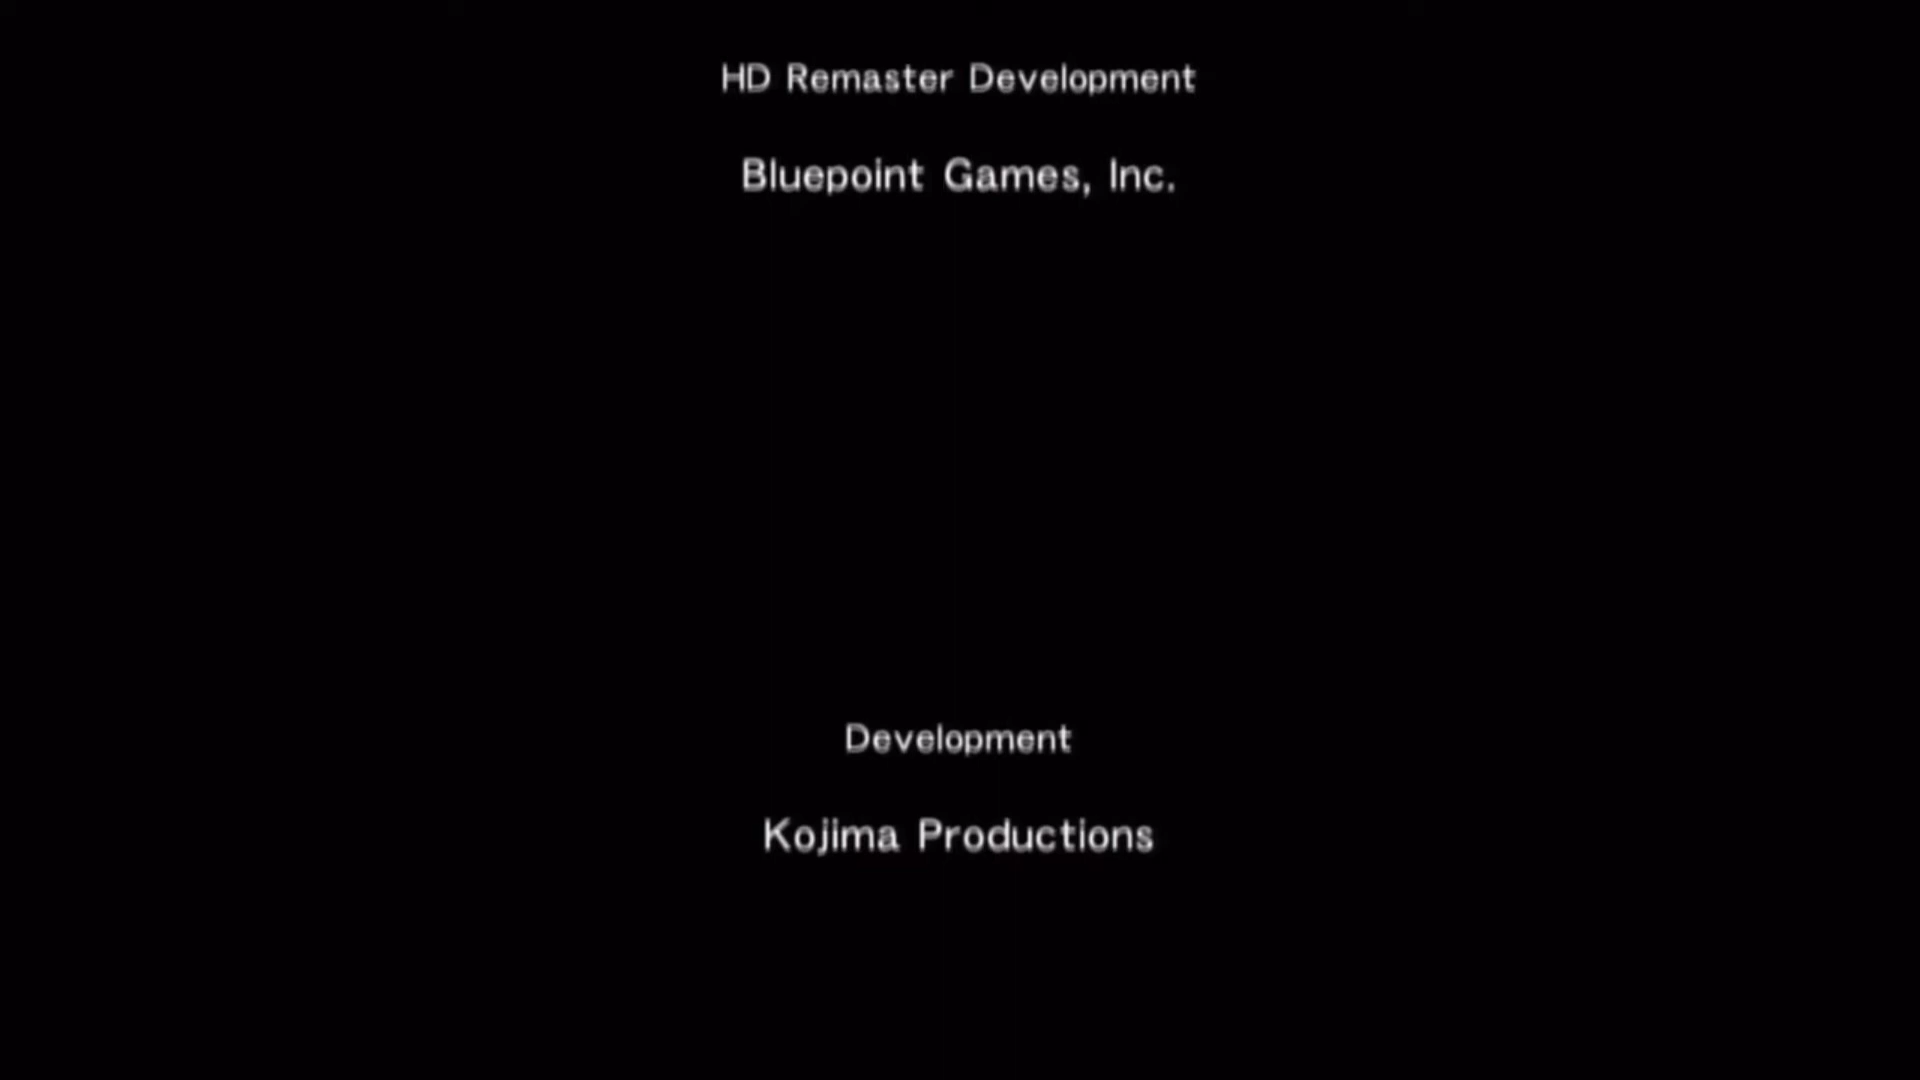 HD Remaster Development
Bluepoint Games, Inc.
Development
Kojima Productions